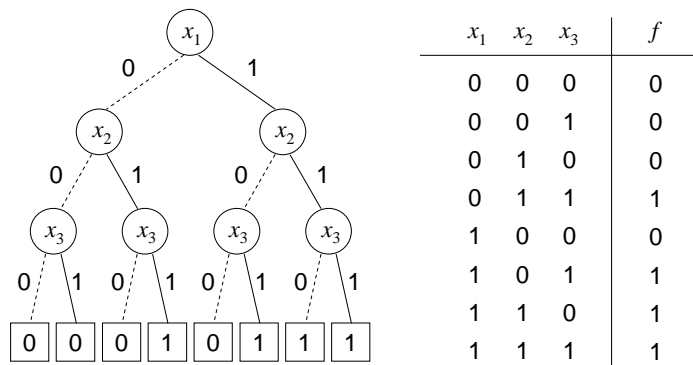 x1
0 1
x2 x2
0 1 0 1
x3 x3 x3 x3
0 1 0 1 0 1 0 1
0 0 0 1 0 1 1 1
x1 x2 x3 f
0 0 0 0
0 0 1 0
0 1 0 0
0 1 1 1
1 0 0 0
1 0 1 1
1 1 0 1
1 1 1 1